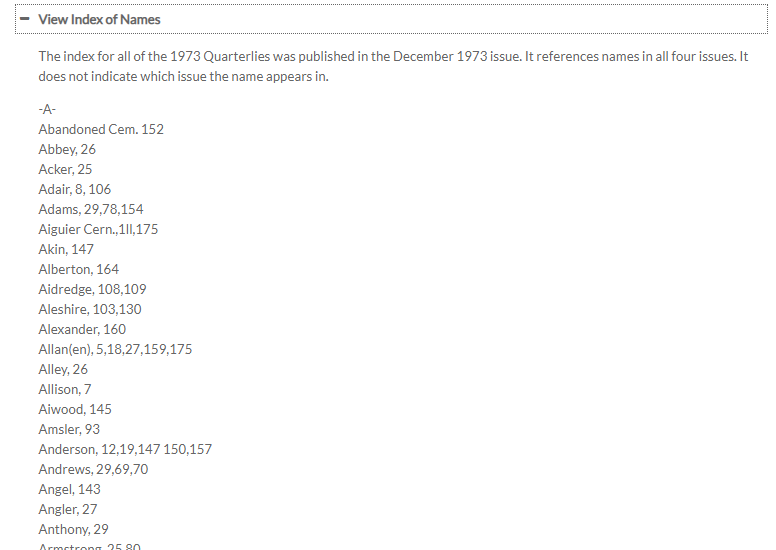 View Index of Names
The index for all of the 1973 Quarterlies was published in the December 1973 issue. It references names in all four issues. It
does not indicate which issue the name appears in.
-A-
Abandoned Cem. 152
Abbey, 26
Acker, 25
Adair, 8, 106
Adams, 29,78,154
Aiguier Cern.,1ll,175
Akin, 147
Alberton, 164
Aidredge, 108,109
Aleshire, 103,130
Alexander, 160
Allan(en), 5,18,27,159,175
Alley, 26
Allison, 7
Aiwood, 145
Amsler, 93
Anderson, 12,19,147 150,157
Andrews, 29,69,70
Angel, 143
Angler, 27
Anthony, 29
Armstrong, 25,80